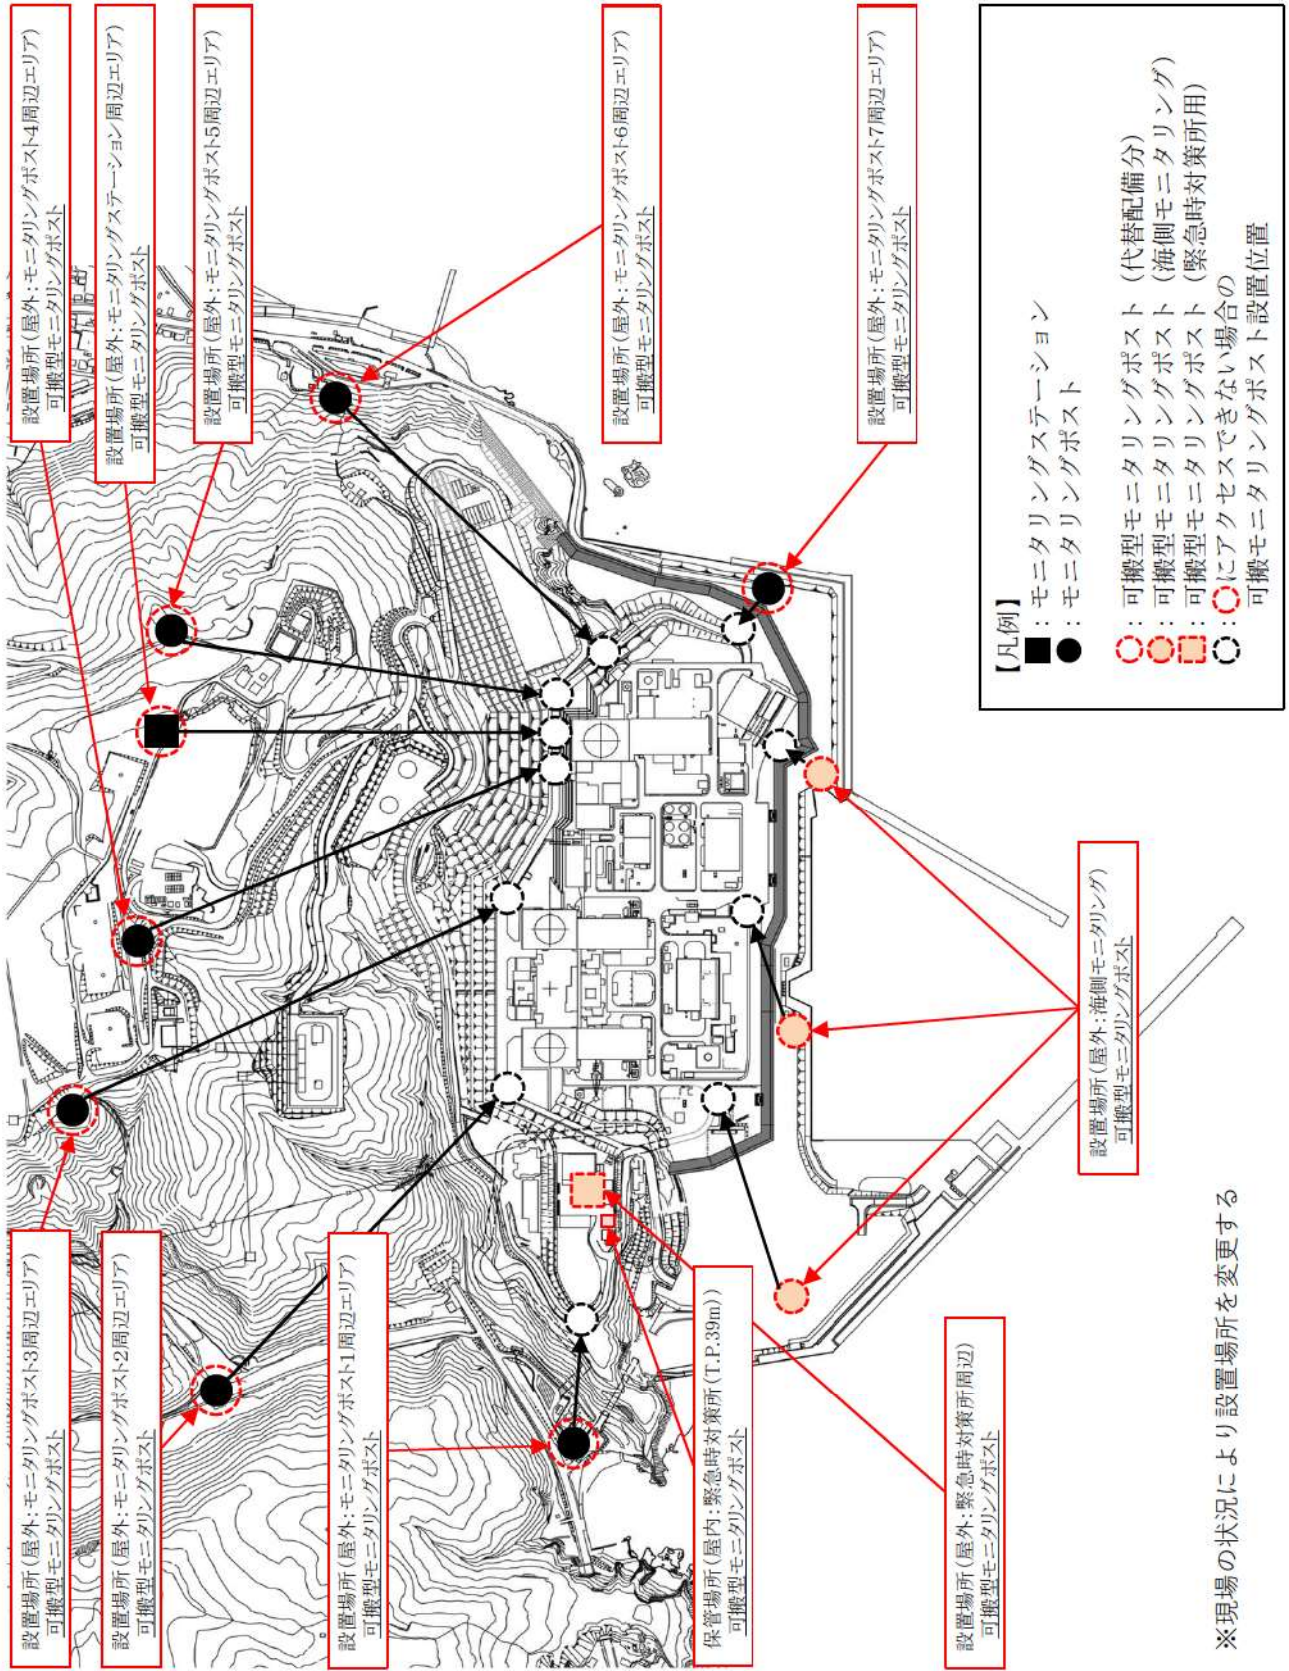 設置場所(屋外:モニタリングポスト3周辺エリア)
可搬型モニタリングポスト
設置場所(屋外:モニタリングポスト2周辺エリア)
可搬型モニタリングポスト
設置場所(屋外:モニタリングポスト1周辺エリア)
可搬型モニタリングポスト
保管場所(屋内:緊急時対策所(T.P.39m))
可搬型モニタリングポスト
設置場所(屋外:緊急時対策所周辺)
可搬型モニタリングポスト
設置場所(屋外:モニタリングポスト4周辺エリア)
可搬型モニタリングポスト
設置場所(屋外:モニタリングステーション周辺エリア)
可搬型モニタリングポスト
設置場所(屋外:モニタリングポスト5周辺エリア)
可搬型モニタリングポスト
設置場所(屋外:モニタリングポスト6周辺エリア)
可搬型モニタリングポスト
設置場所(屋外:モニタリングポスト7周辺エリア)
可搬型モニタリングポスト
設置場所(屋外:海側モニタリング)
可搬型モニタリングポスト
【凡例】
:モニタリングステーション
:モニタリングポスト
:可搬型モニタリングポスト(代替配備分)
:可搬型モニタリングポスト(海側モニタリング)
:可搬型モニタリングポスト(緊急時対策所用)
:にアクセスできない場合の
可搬モニタリングポスト設置位置
※現場の状況により設置場所を変更する